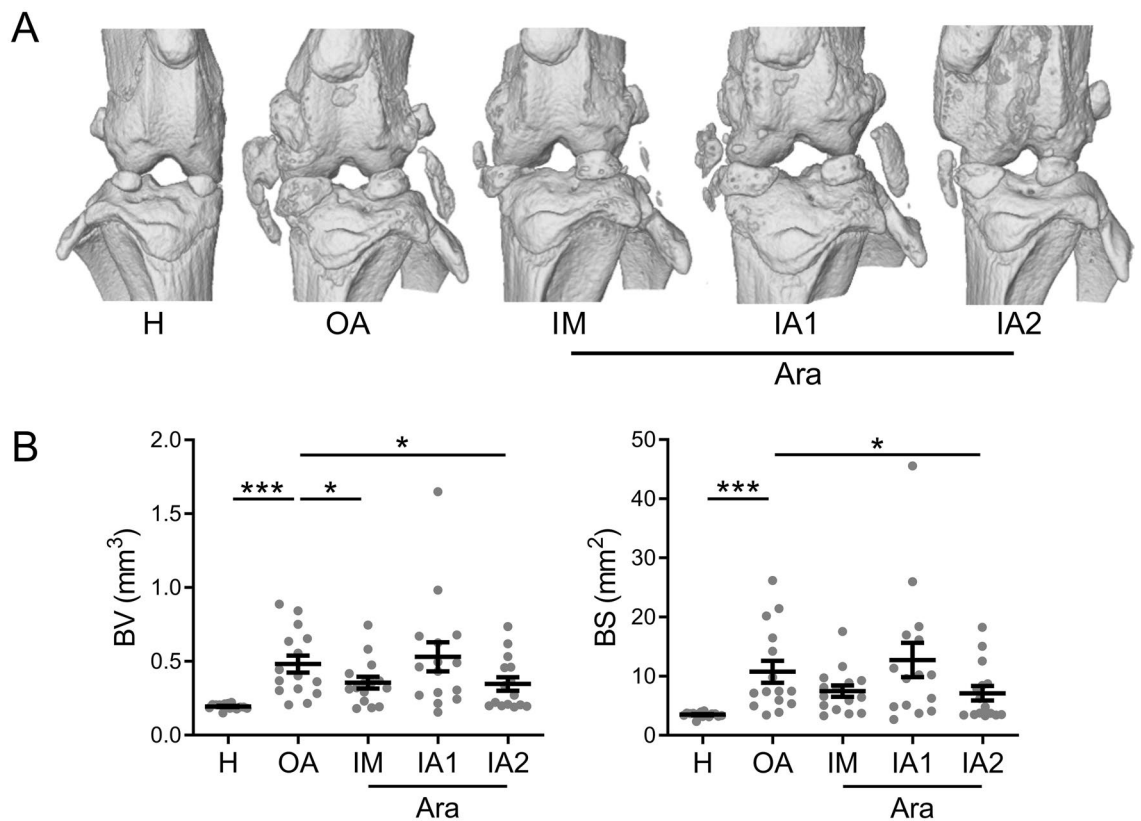 A
H OA IM IA1 IA2
Ara
B
2.0
1.5
1.0
0.5
0.0
BV (mm³)
***
*
*
H OA IM IA1 IA2
Ara
50
40
30
20
10
0
BS (mm²)
***
*
H OA IM IA1 IA2
Ara